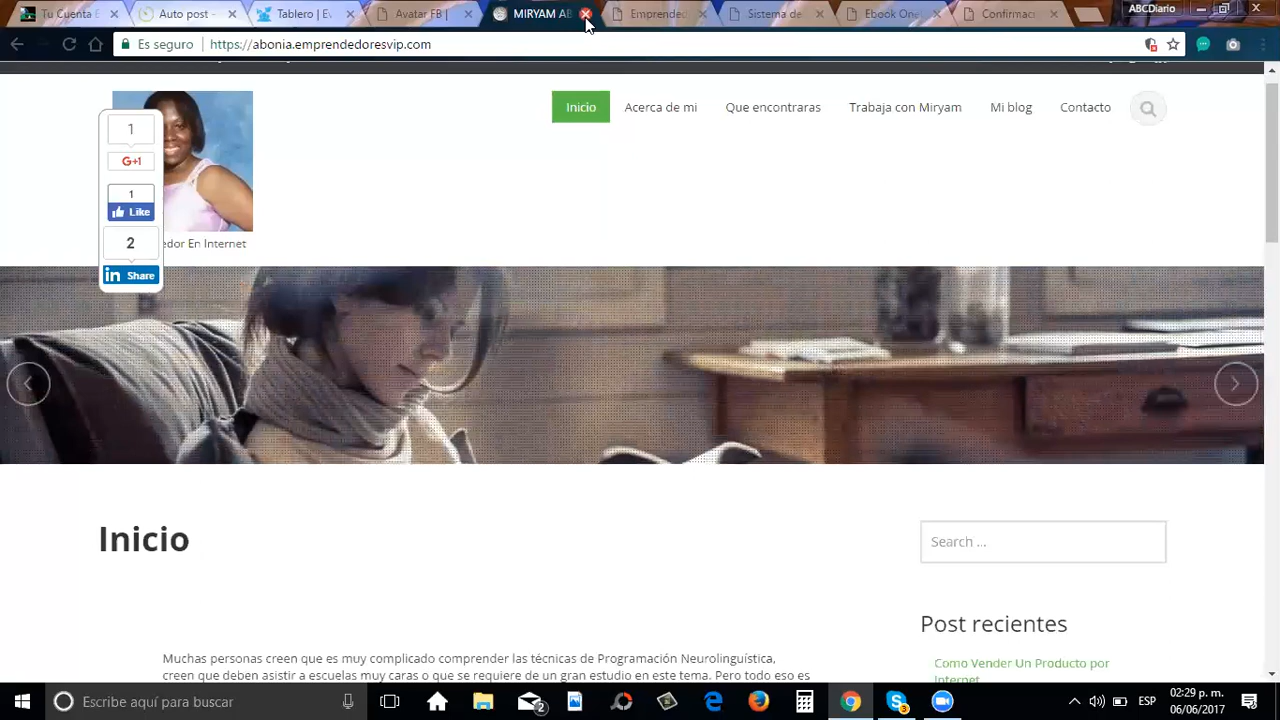 Tu Cuenta E
Auto post -
Tablero | Ev
Avatar FB |
MIRYAM AB
Emprended
Sistema de
Ebook One
Confirmaci
ABCDiario
Es seguro
https://abonia.emprendedoresvip.com
Inicio
Acerca de mi
Que encontraras
Trabaja con Miryam
Mi blog
Contacto
1
G+1
1
Like
2
edor En Internet
in Share
Inicio
Search ...
Post recientes
Como Vender Un Producto por
Internet
Muchas personas creen que es muy complicado comprender las técnicas de Programación Neurolinguística,
creen que deben asistir a escuelas muy caras o que se requiere de un gran estudio en este tema. Pero todo eso es
Escribe aquí para buscar
2
3
ESP
02:29 p. m.
06/06/2017